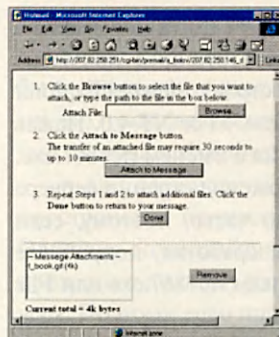 Hotmail - Microsoft Internet Explorer
File Edit View Go Favorites Help
Address
1. Click the Browse button to select the file that you want to
attach, or type the path to the file in the box below.
Attach File: Browse...
2. Click the Attach to Message button.
The transfer of an attached file may require 30 seconds to
up to 10 minutes.
Attach to Message
3. Repeat Steps 1 and 2 to attach additional files. Click the
Done button to return to your message.
Done
-- Message Attachments --
t_book.gif (4k)
Remove
Current total = 4k bytes
Internet zone